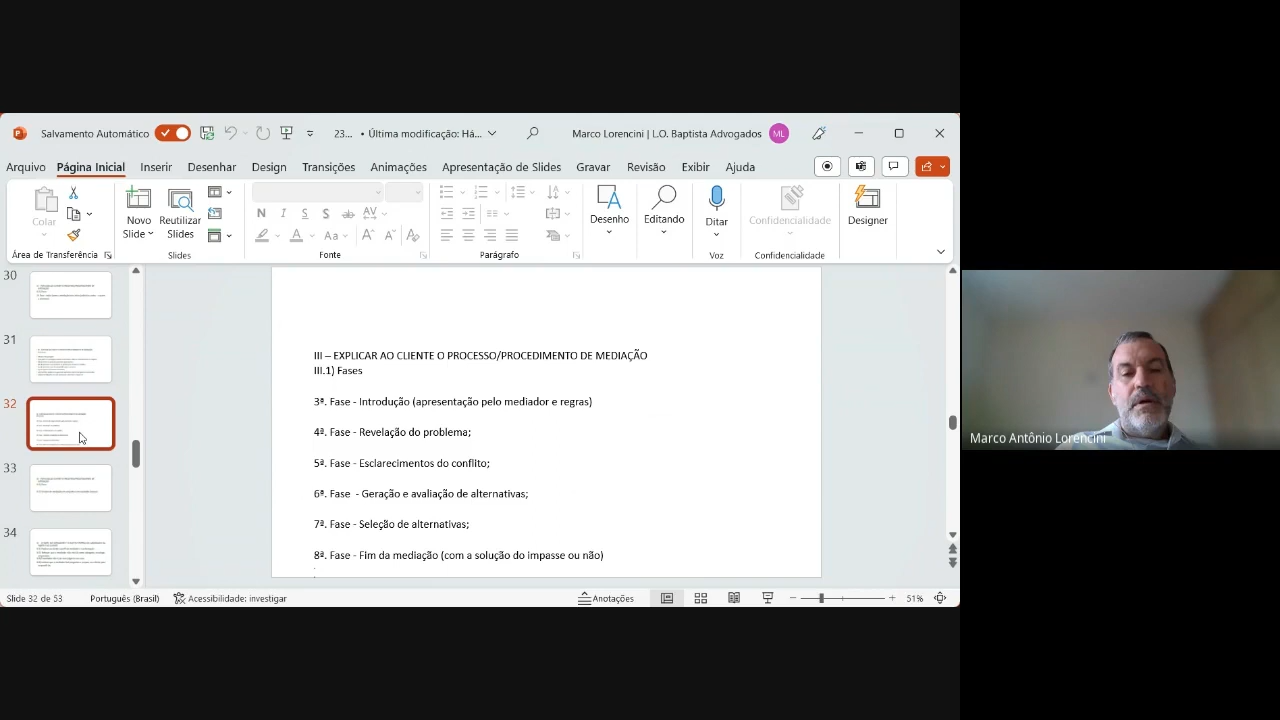 Salvamento Automático
23... • Última modificação: Há...
Marco Lorencini | L.O. Baptista Advogados
ML
Arquivo Página Inicial Inserir Desenhar Design Transições Animações Apresentação de Slides Gravar Revisão Exibir Ajuda
Colar
Novo Slide
Reutilizar Slides
N I S S ab AV
A Aa A A A
Desenho
Editando
Ditar
Confidencialidade
Designer
Área de Transferência
Slides
Fonte
Parágrafo
Voz
Confidencialidade
30
31
32
33
34
III – EXPLICAR AO CLIENTE O PROCESSO/PROCEDIMENTO DE MEDIAÇÃO
III.1) Fases
3ª. Fase - Introdução (apresentação pelo mediador e regras)
4ª. Fase - Revelação do problema;
5ª. Fase - Esclarecimentos do conflito;
6ª. Fase - Geração e avaliação de alternativas;
7ª. Fase - Seleção de alternativas;
8ª. Fase - Fim da mediação (com a solução do impasse ou não)
Marco Antônio Lorencini
Slide 32 de 53
Português (Brasil)
Acessibilidade: investigar
Anotações
51%